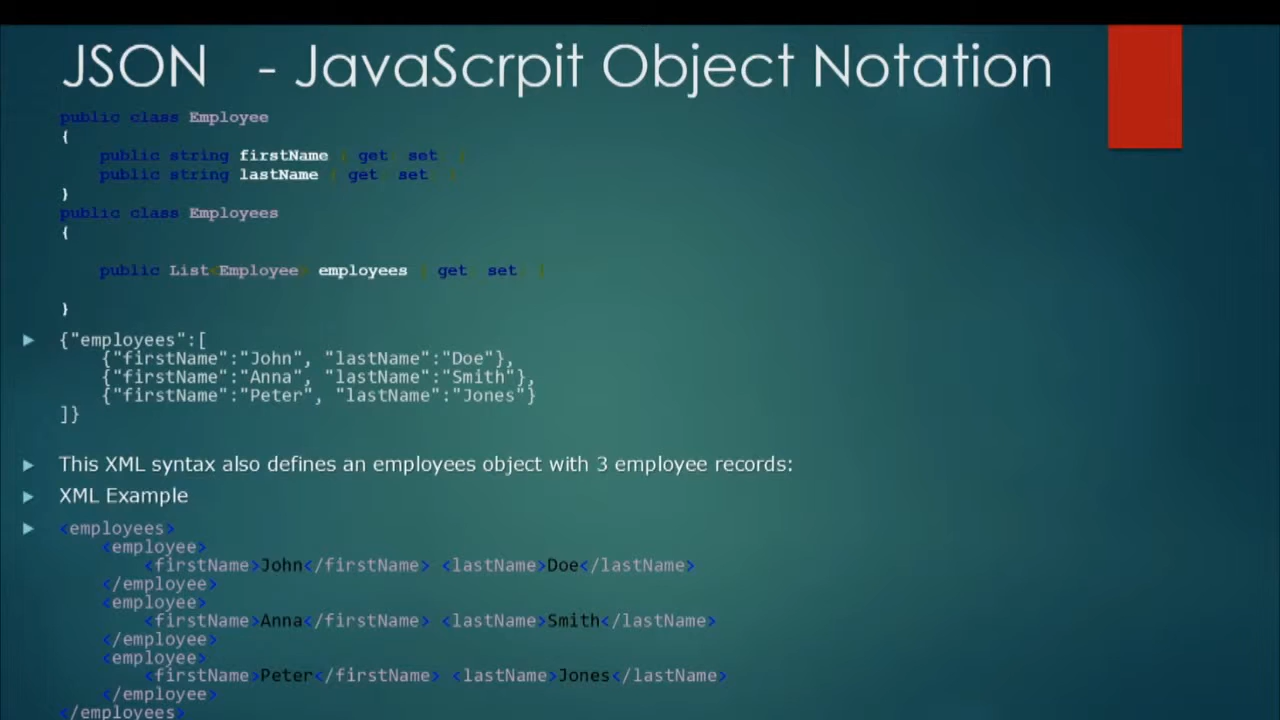 JSON - JavaScrpit Object Notation
public class Employee
{
public string firstName { get; set; }
public string lastName { get; set; }
}
public class Employees
{
public List<Employee> employees { get; set; }
}
{"employees":[
{"firstName":"John", "lastName":"Doe"},
{"firstName":"Anna", "lastName":"Smith"},
{"firstName":"Peter", "lastName":"Jones"}
]}
This XML syntax also defines an employees object with 3 employee records:
XML Example
<employees>
<employee>
<firstName>John</firstName> <lastName>Doe</lastName>
</employee>
<employee>
<firstName>Anna</firstName> <lastName>Smith</lastName>
</employee>
<employee>
<firstName>Peter</firstName> <lastName>Jones</lastName>
</employee>
</employees>